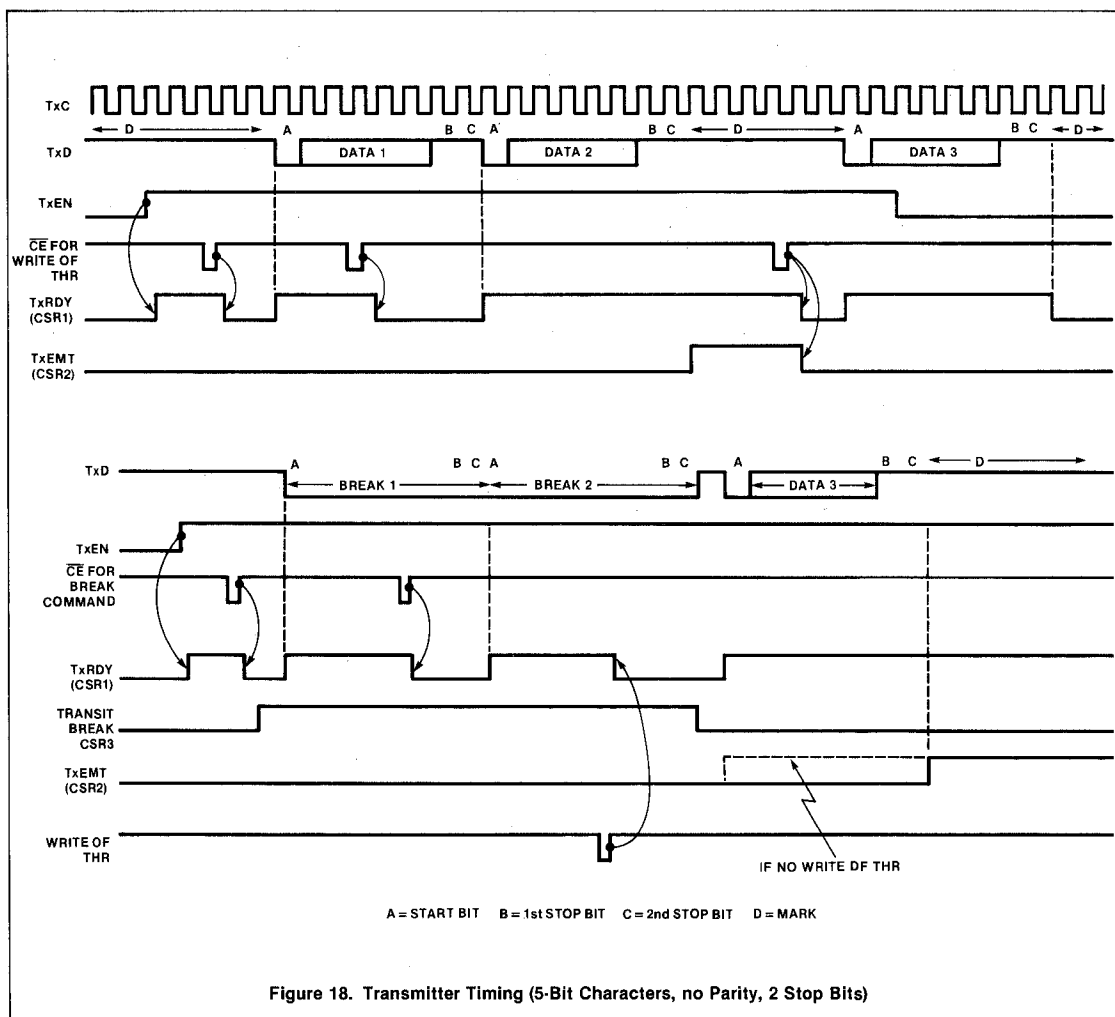 TxC
D A B C A B C D A B C D
TxD DATA 1 DATA 2 DATA 3
TxEN
CE FOR
WRITE OF
THR
TxRDY
(CSR1)
TxEMT
(CSR2)
TxD A B C A B C A B C D
BREAK 1 BREAK 2 DATA 3
TxEN
CE FOR
BREAK
COMMAND
TxRDY
(CSR1)
TRANSIT
BREAK
CSR3
TxEMT
(CSR2)
WRITE OF
THR
IF NO WRITE DF THR
A = START BIT B = 1st STOP BIT C = 2nd STOP BIT D = MARK
Figure 18. Transmitter Timing (5-Bit Characters, no Parity, 2 Stop Bits)